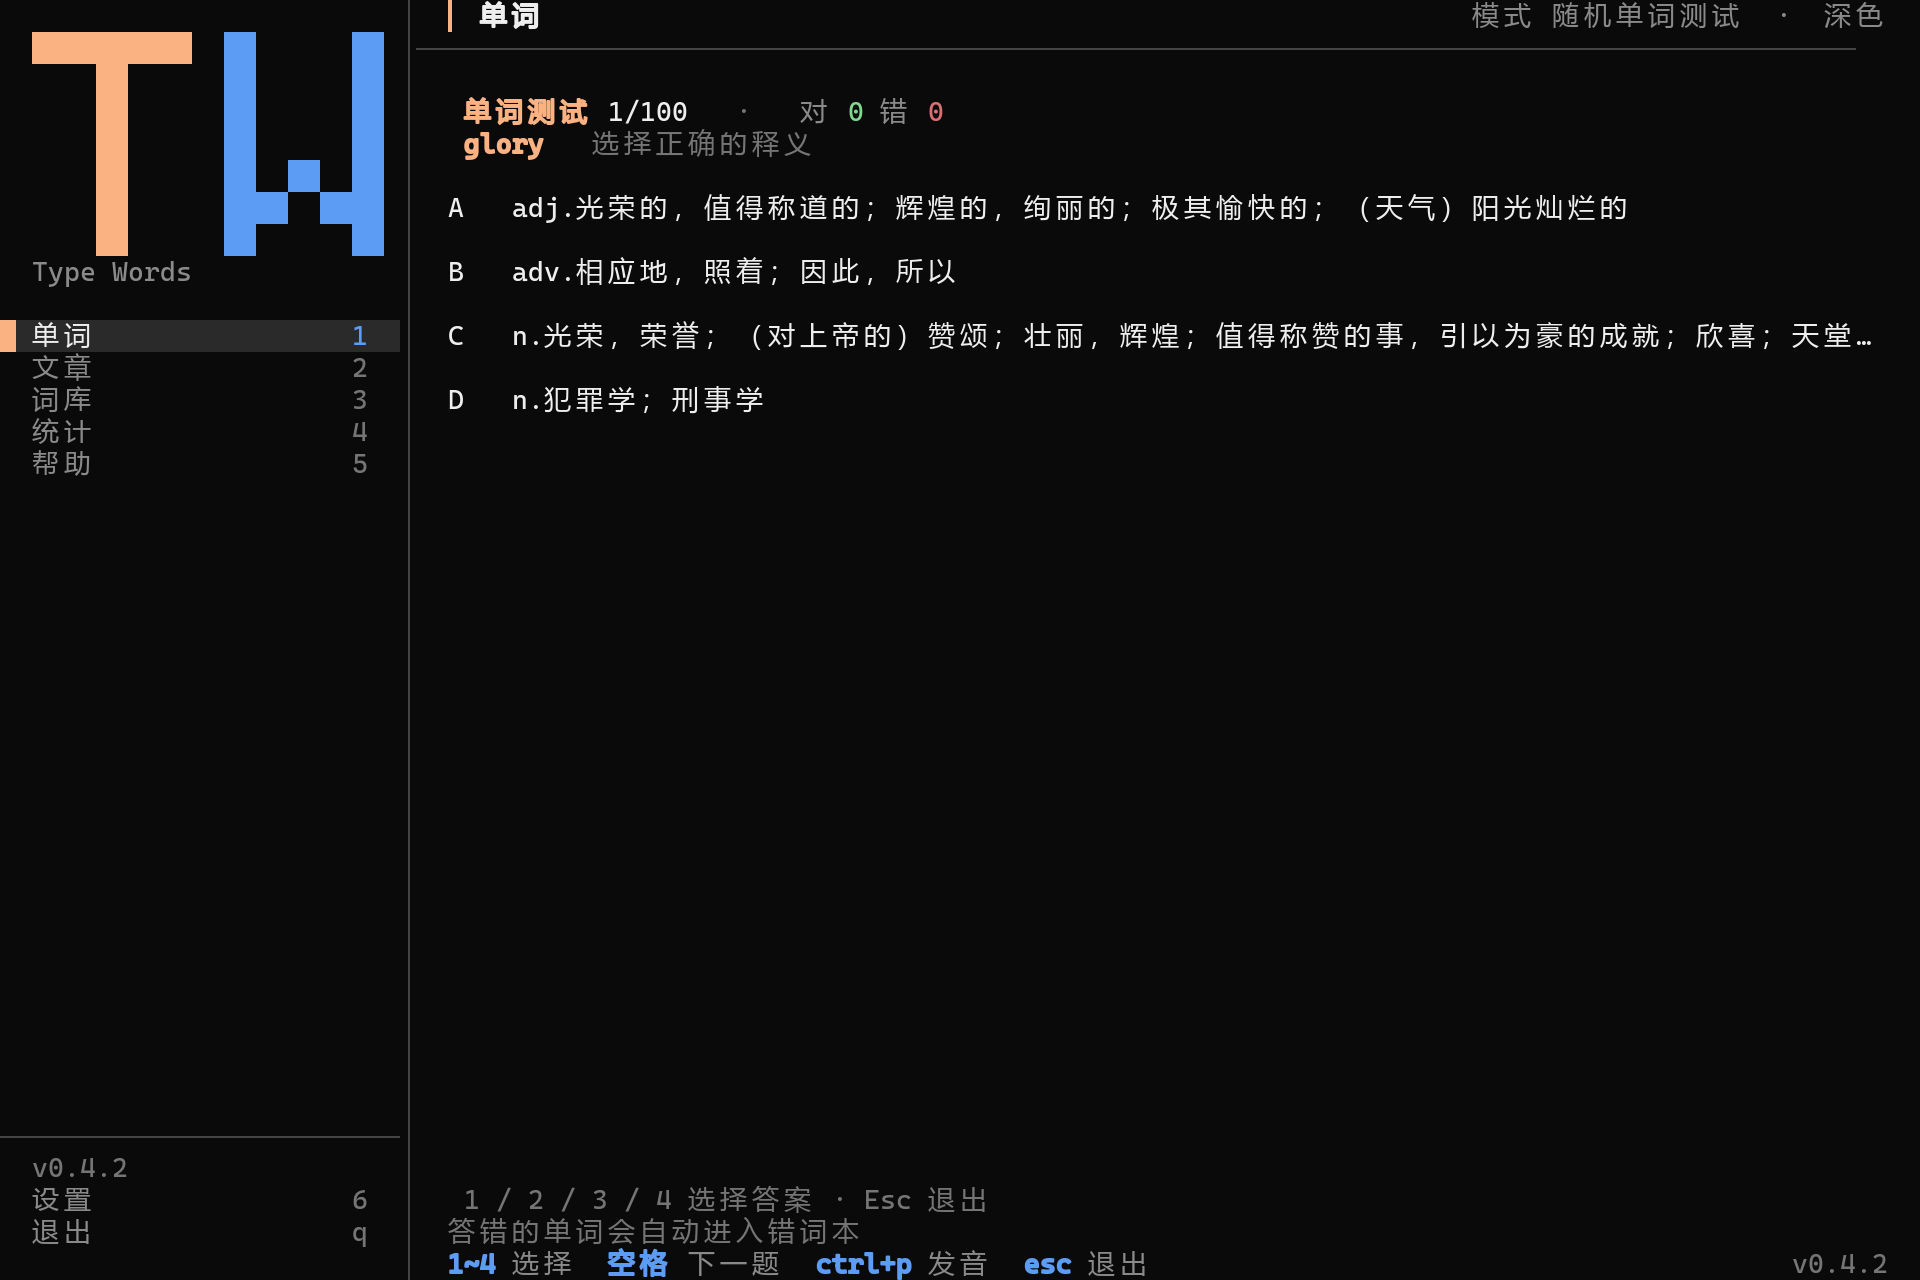 TW
Type Words
单词 1
文章 2
词库 3
统计 4
帮助 5
v0.4.2
设置 6
退出 q
单词 模式 随机单词测试 · 深色
单词测试 1/100 · 对 0 错 0
glory 选择正确的释义
A adj.光荣的，值得称道的；辉煌的，绚丽的；极其愉快的；（天气）阳光灿烂的
B adv.相应地，照着；因此，所以
C n.光荣，荣誉；（对上帝的）赞颂；壮丽，辉煌；值得称赞的事，引以为豪的成就；欣喜；天堂…
D n.犯罪学；刑事学
1 / 2 / 3 / 4 选择答案 · Esc 退出
答错的单词会自动进入错词本
1~4 选择 空格 下一题 ctrl+p 发音 esc 退出 v0.4.2